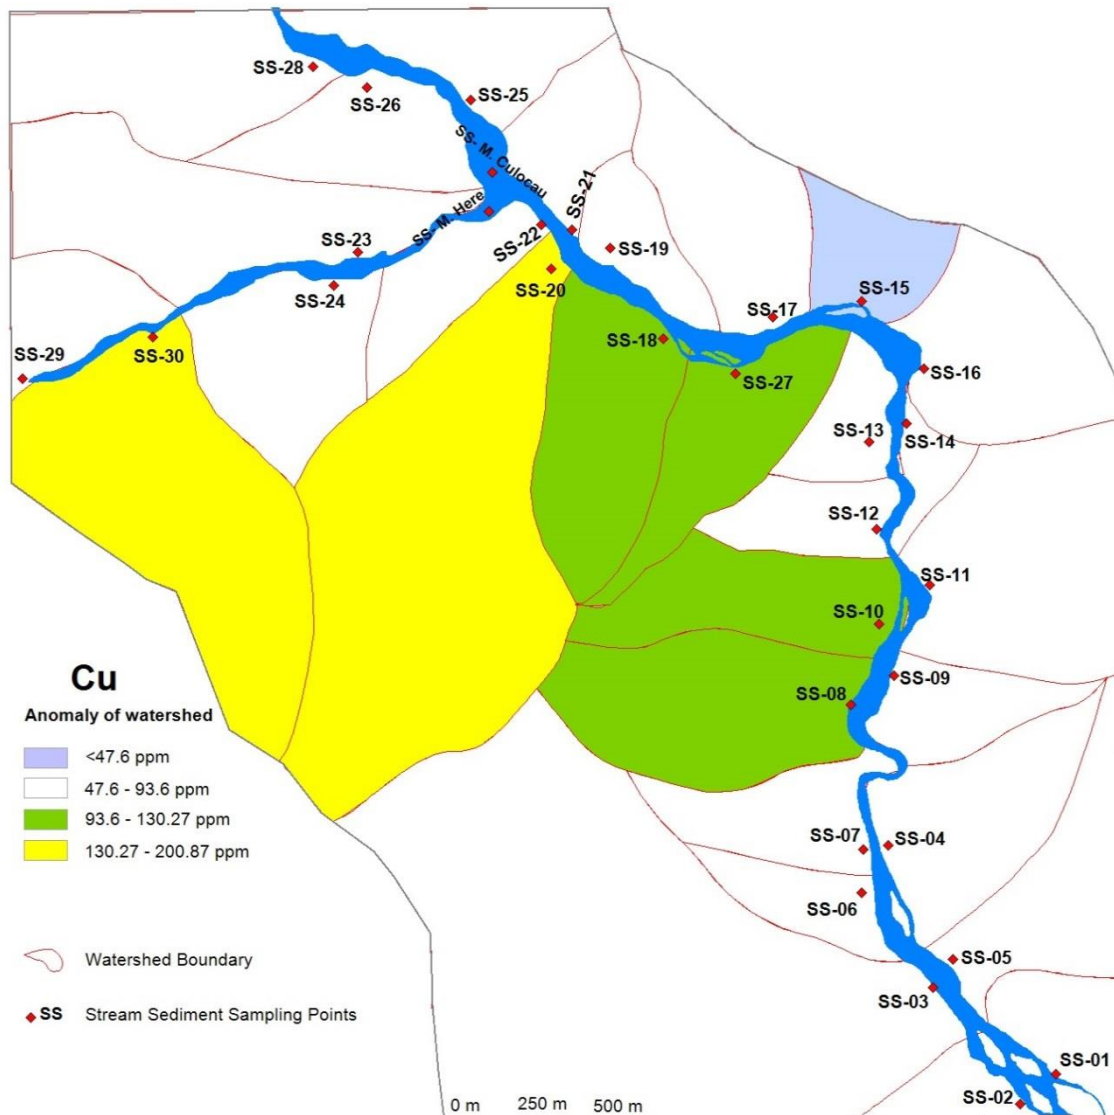 SS-28
SS-26
SS-25
SS- M. Culocau
SS- M. Here
SS-21
SS-22
SS-23
SS-19
SS-20
SS-24
SS-15
SS-17
SS-18
SS-30
SS-29
SS-27
SS-16
SS-13
SS-14
SS-12
SS-11
SS-10
SS-09
SS-08
Cu
Anomaly of watershed
<47.6 ppm
47.6 - 93.6 ppm
93.6 - 130.27 ppm
130.27 - 200.87 ppm
SS-07
SS-04
SS-06
Watershed Boundary
SS-05
SS-03
SS Stream Sediment Sampling Points
SS-01
SS-02
0 m 250 m 500 m